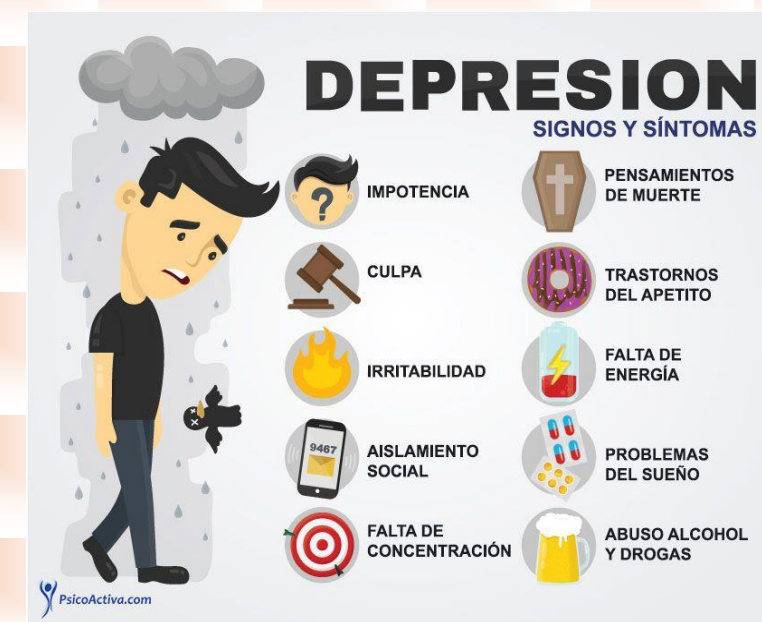 DEPRESION
SIGNOS Y SÍNTOMAS
IMPOTENCIA
CULPA
IRRITABILIDAD
9467
AISLAMIENTO
SOCIAL
FALTA DE
CONCENTRACIÓN
PENSAMIENTOS
DE MUERTE
TRASTORNOS
DEL APETITO
FALTA DE
ENERGÍA
PROBLEMAS
DEL SUEÑO
ABUSO ALCOHOL
Y DROGAS
PsicoActiva.com